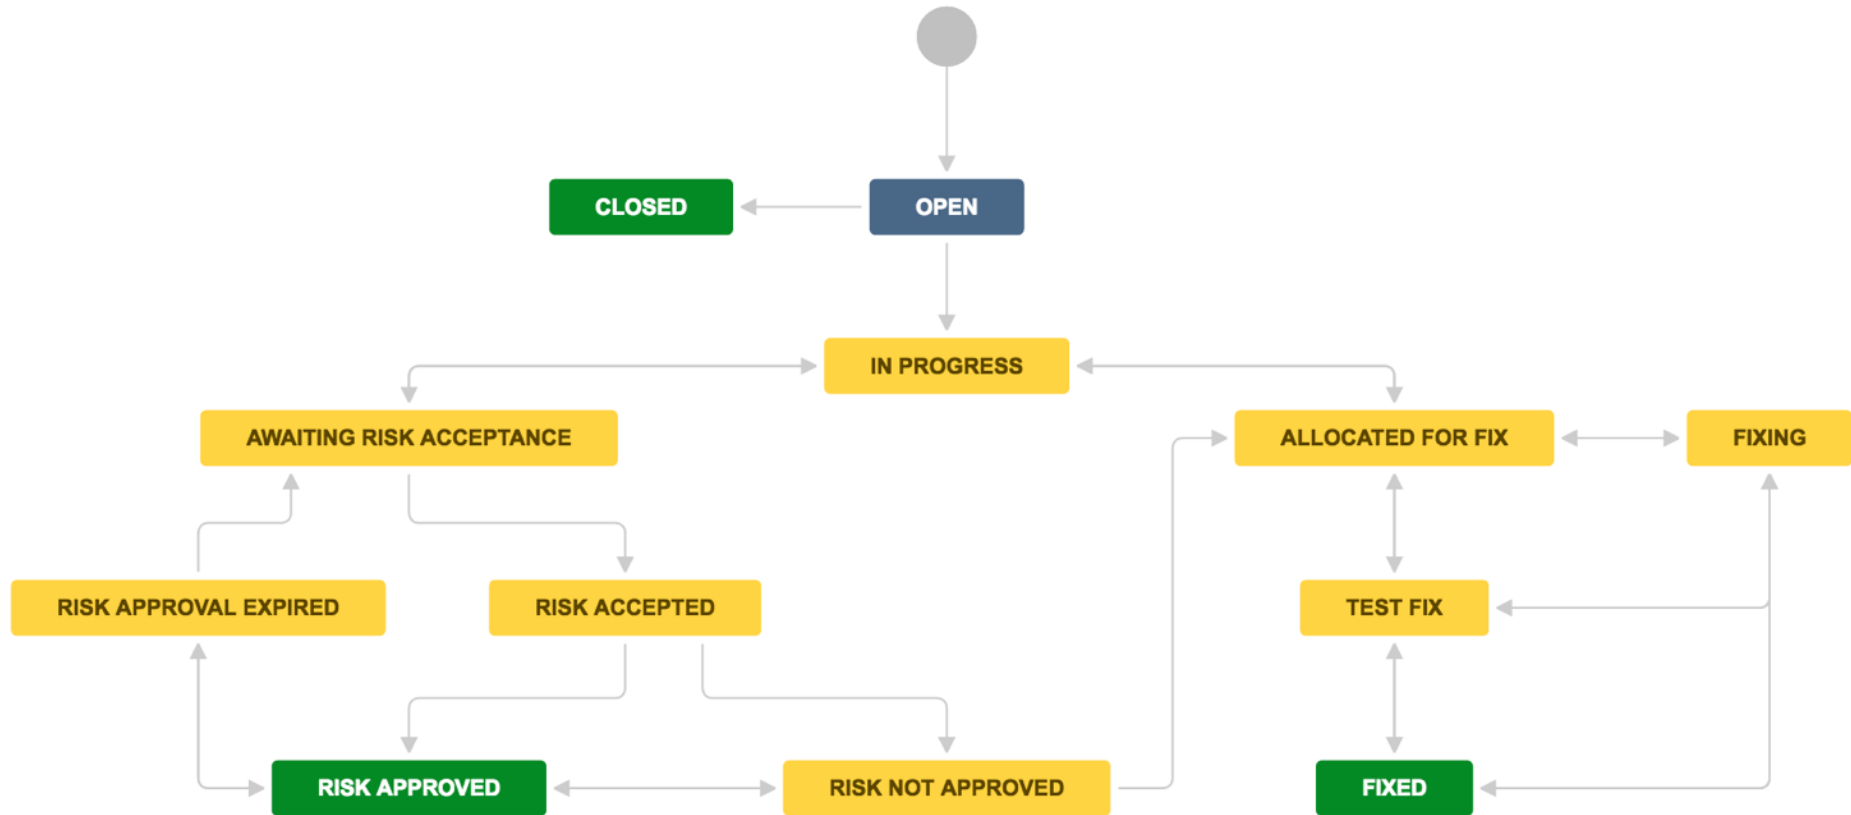 CLOSED
OPEN
IN PROGRESS
AWAITING RISK ACCEPTANCE
ALLOCATED FOR FIX
FIXING
RISK APPROVAL EXPIRED
RISK ACCEPTED
TEST FIX
RISK APPROVED
RISK NOT APPROVED
FIXED